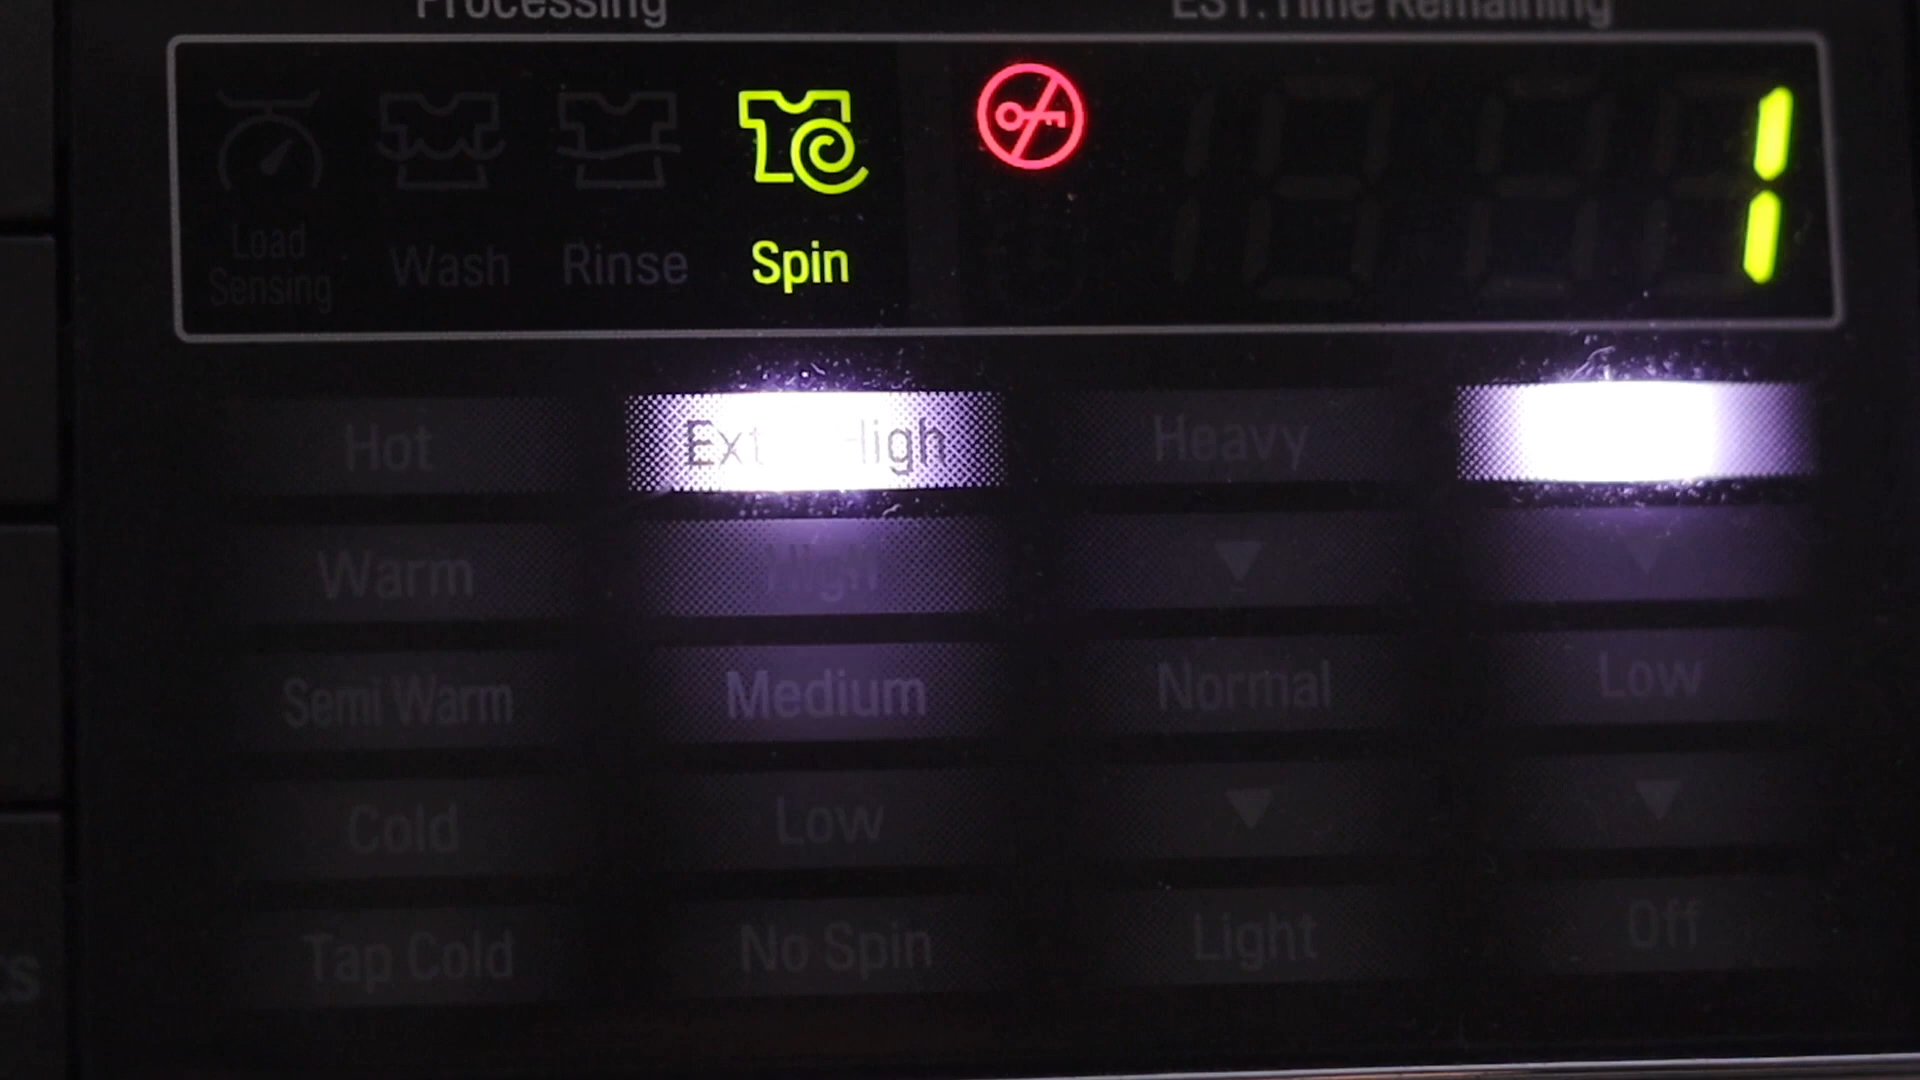 Processing
EST. Time Remaining
Load
Sensing
Wash
Rinse
Spin
1
Hot
Extra High
Heavy
Warm
High
▼
▼
Semi Warm
Medium
Normal
Low
Cold
Low
▼
▼
Tap Cold
No Spin
Light
Off